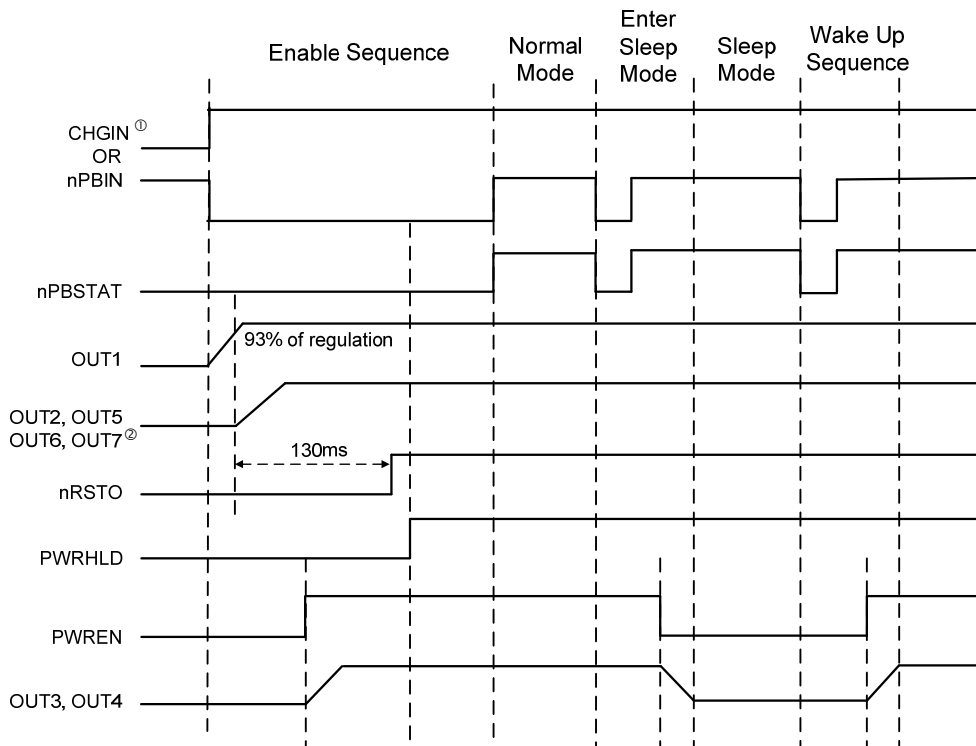 Enable Sequence
Normal
Mode
Enter
Sleep
Mode
Sleep
Mode
Wake Up
Sequence
CHGIN ①
OR
nPBIN
nPBSTAT
93% of regulation
OUT1
OUT2, OUT5
OUT6, OUT7②
130ms
nRSTO
PWRHLD
PWREN
OUT3, OUT4